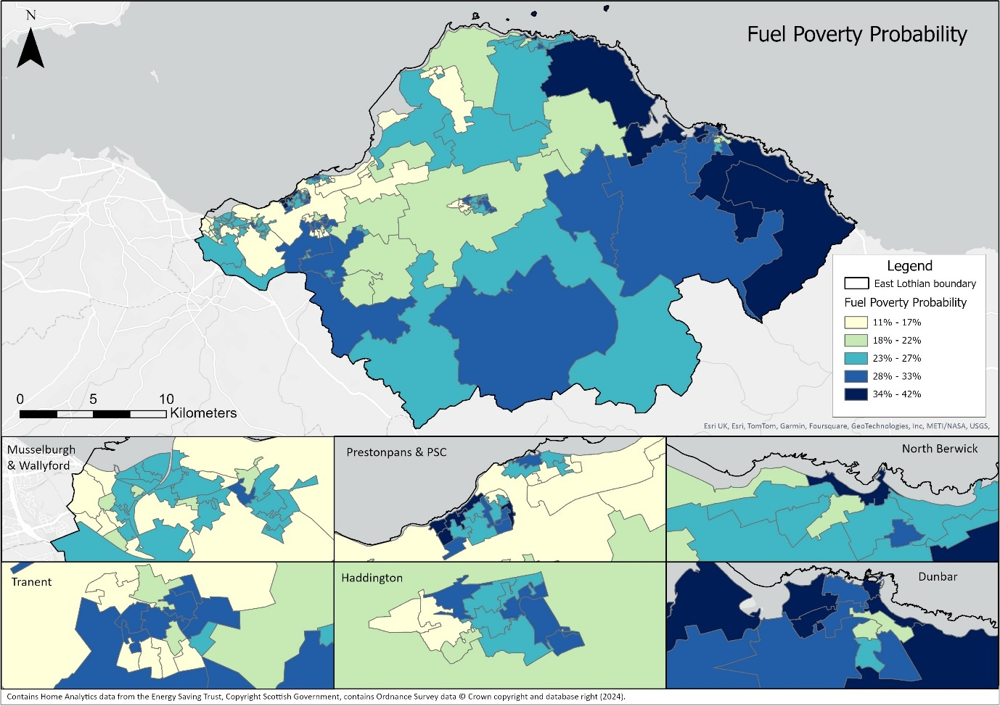 N
Fuel Poverty Probability
Legend
East Lothian boundary
Fuel Poverty Probability
11% - 17%
18% - 22%
23% - 27%
28% - 33%
34% - 42%
0 5 10
Kilometers
Esri UK, Esri, TomTom, Garmin, Foursquare, GeoTechnologies, Inc, METI/NASA, USGS,
Musselburgh
& Wallyford
Prestonpans & PSC
North Berwick
Tranent
Haddington
Dunbar
Contains Home Analytics data from the Energy Saving Trust, Copyright Scottish Government, contains Ordnance Survey data © Crown copyright and database right (2024).